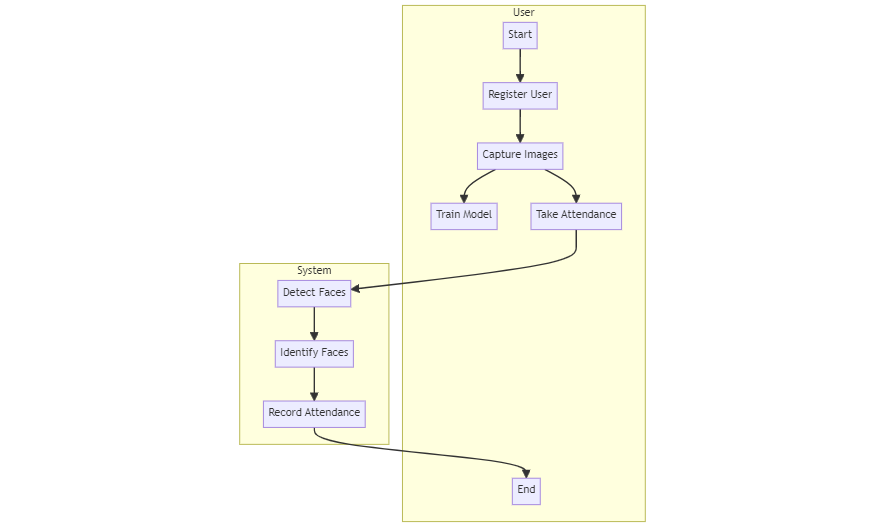 User
Start
Register User
Capture Images
Train Model
Take Attendance
System
Detect Faces
Identify Faces
Record Attendance
End